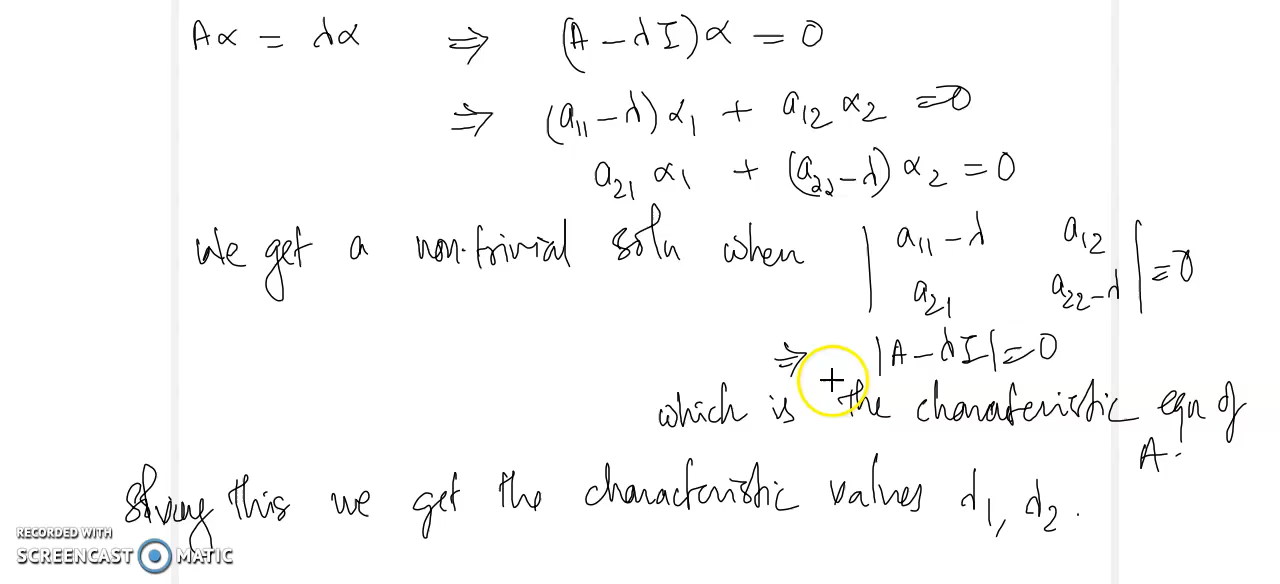 Aα = λα ⇒ (A − λI)α = 0
⇒ (a₁₁ − λ)α₁ + a₁₂ α₂ = 0
a₂₁ α₁ + (a₂₂ − λ) α₂ = 0
We get a non-trivial soln when | a₁₁ − λ a₁₂ | = 0
a₂₁ a₂₂ − λ
⇒ |A − λI| = 0
which is the characteristic eqn of
A.
Solving this we get the characteristic values λ₁, λ₂.
RECORDED WITH
SCREENCAST MATIC